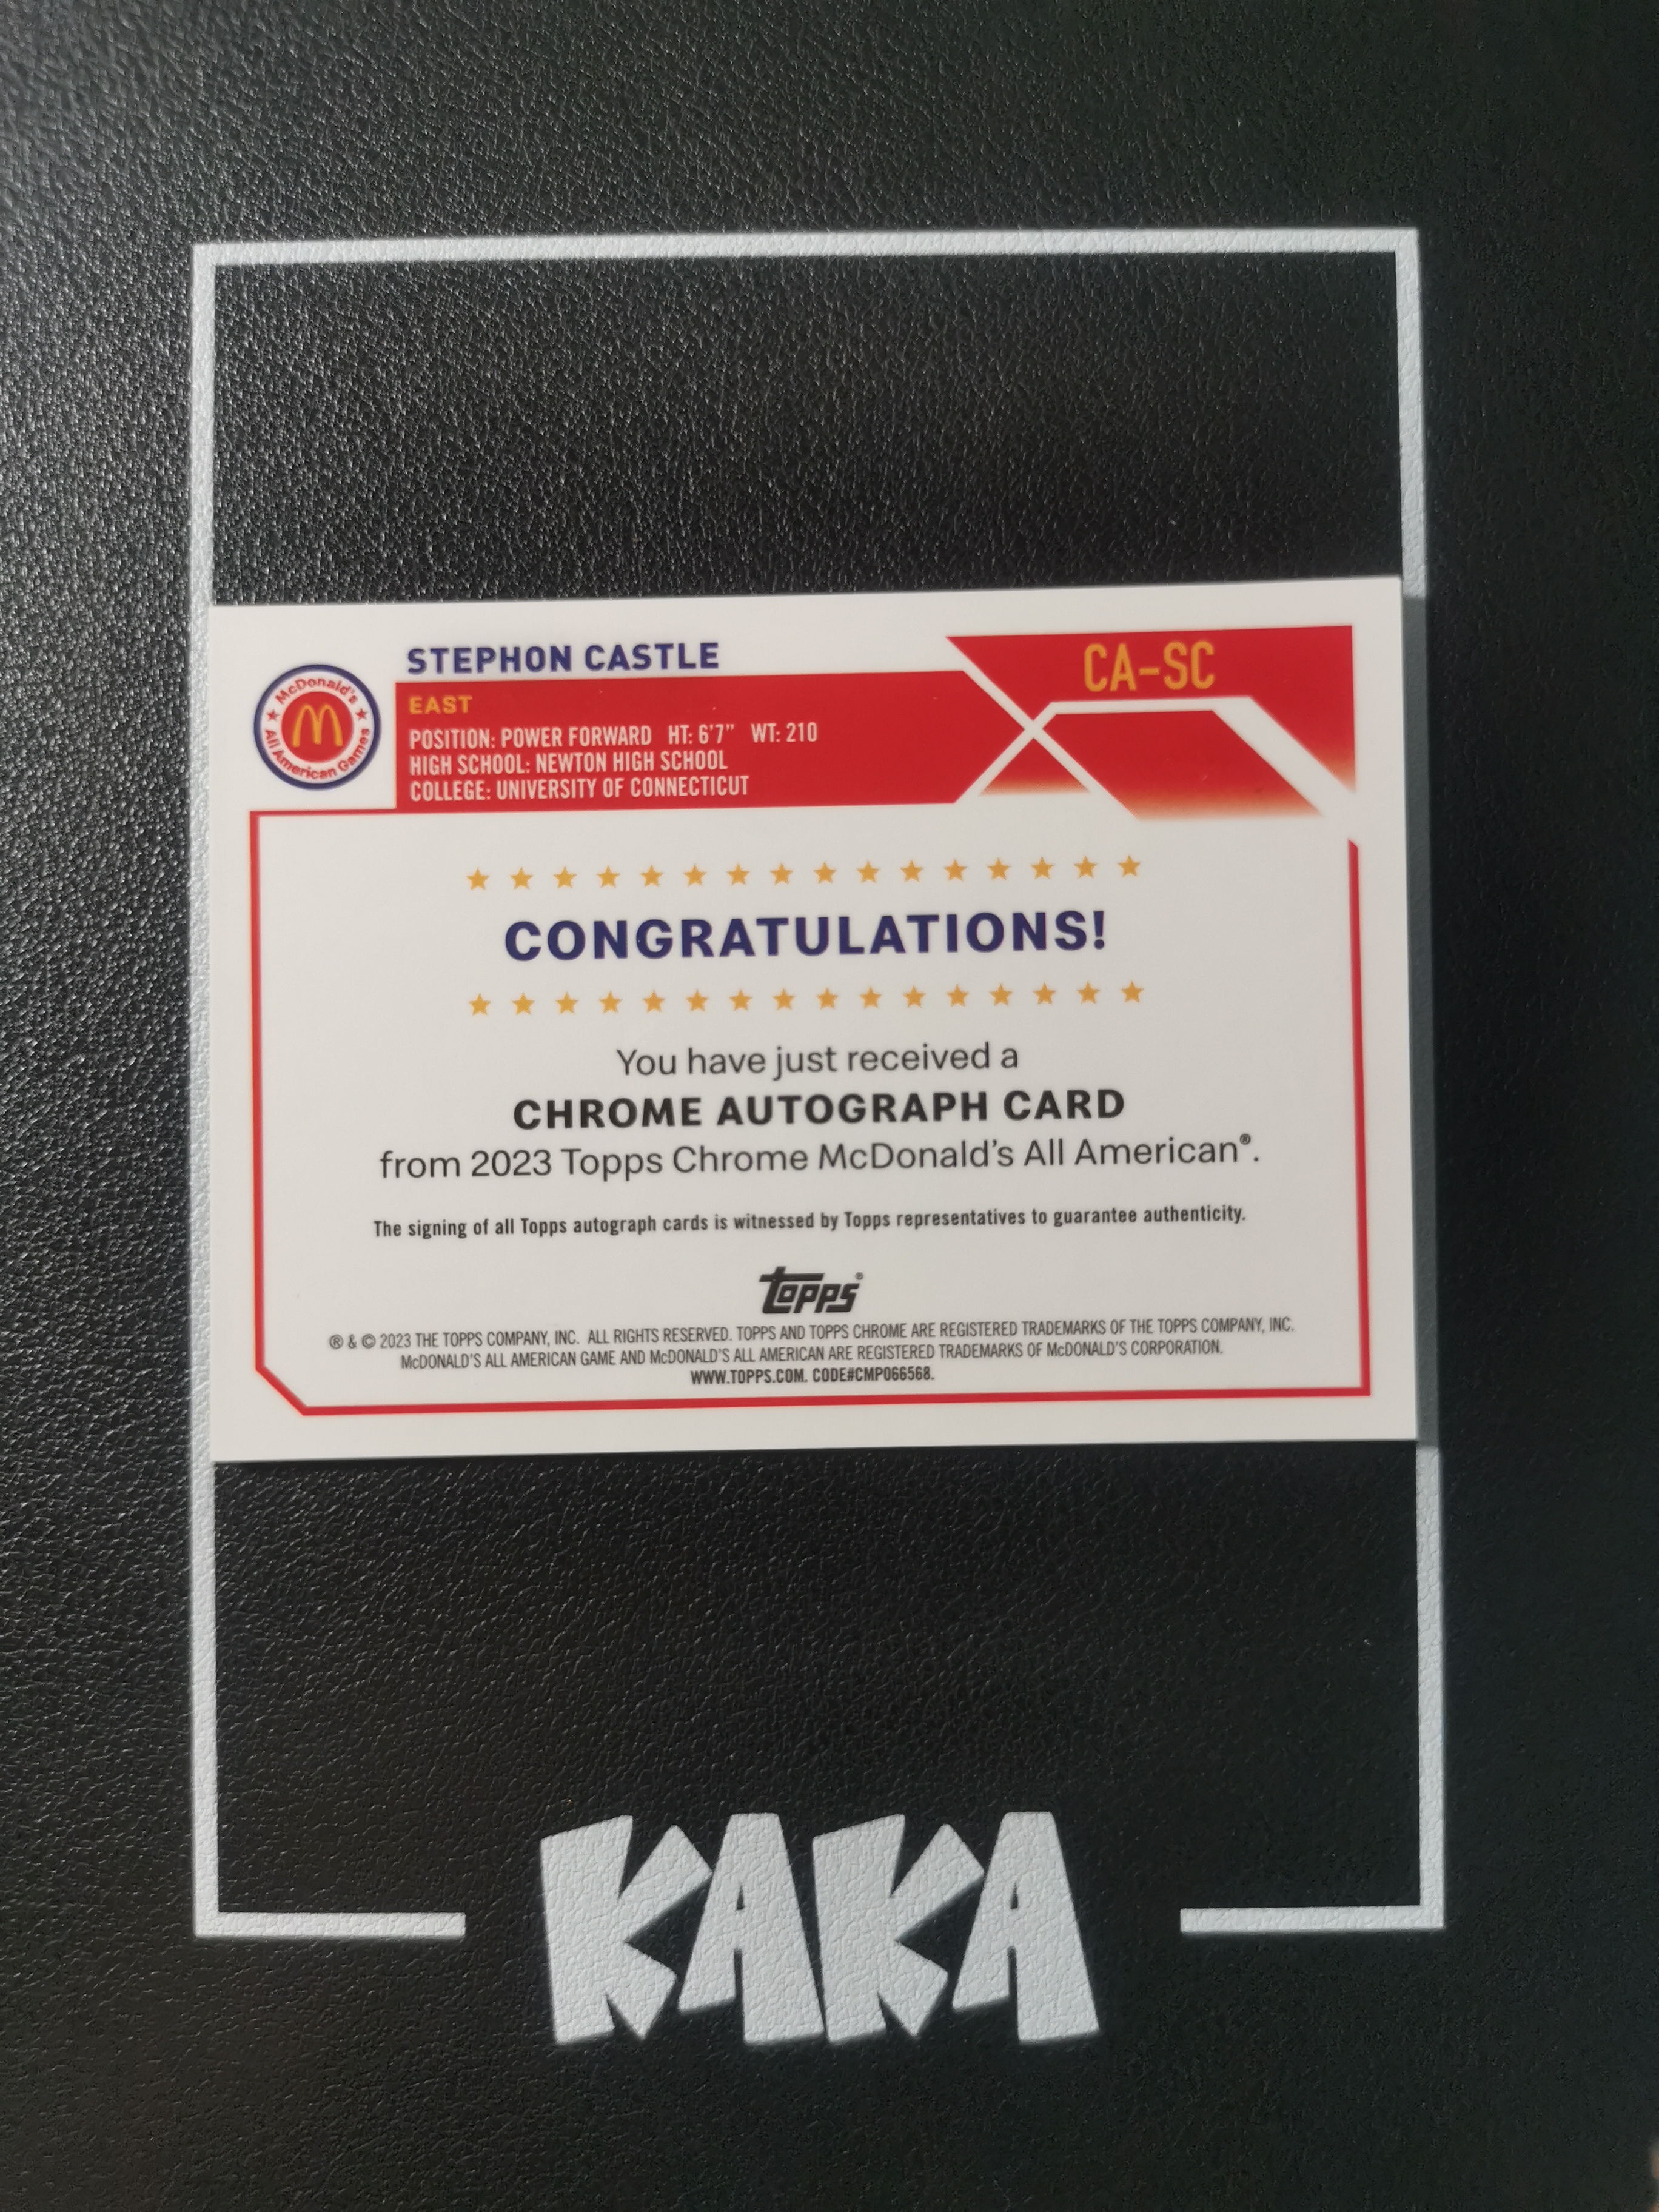 STEPHON CASTLE
CA-SC
McDonald's
All American Games
EAST
POSITION: POWER FORWARD HT: 6'7" WT: 210
HIGH SCHOOL: NEWTON HIGH SCHOOL
COLLEGE: UNIVERSITY OF CONNECTICUT
CONGRATULATIONS!
You have just received a
CHROME AUTOGRAPH CARD
from 2023 Topps Chrome McDonald's All American®.
The signing of all Topps autograph cards is witnessed by Topps representatives to guarantee authenticity.
topps®
® & © 2023 THE TOPPS COMPANY, INC. ALL RIGHTS RESERVED. TOPPS AND TOPPS CHROME ARE REGISTERED TRADEMARKS OF THE TOPPS COMPANY, INC.
McDONALD'S ALL AMERICAN GAME AND McDONALD'S ALL AMERICAN ARE REGISTERED TRADEMARKS OF McDONALD'S CORPORATION.
WWW.TOPPS.COM. CODE#CMP066568.
KAKA